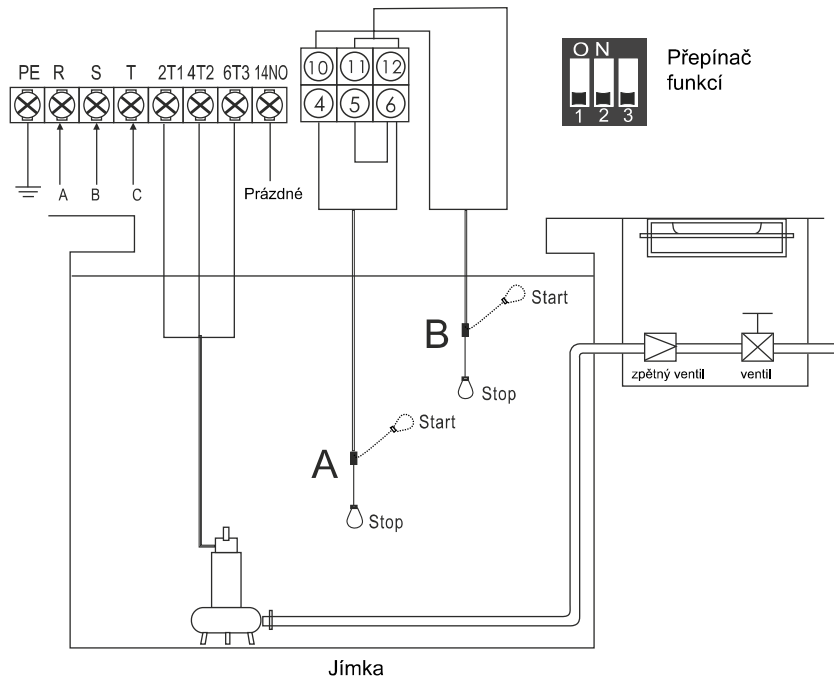 PE R S T 2T1 4T2 6T3 14NO
A B C
Prázdné
10 11 12
4 5 6
ON
1 2 3
Přepínač
funkcí
B
Start
Stop
A
Start
Stop
zpětný ventil
ventil
Jímka